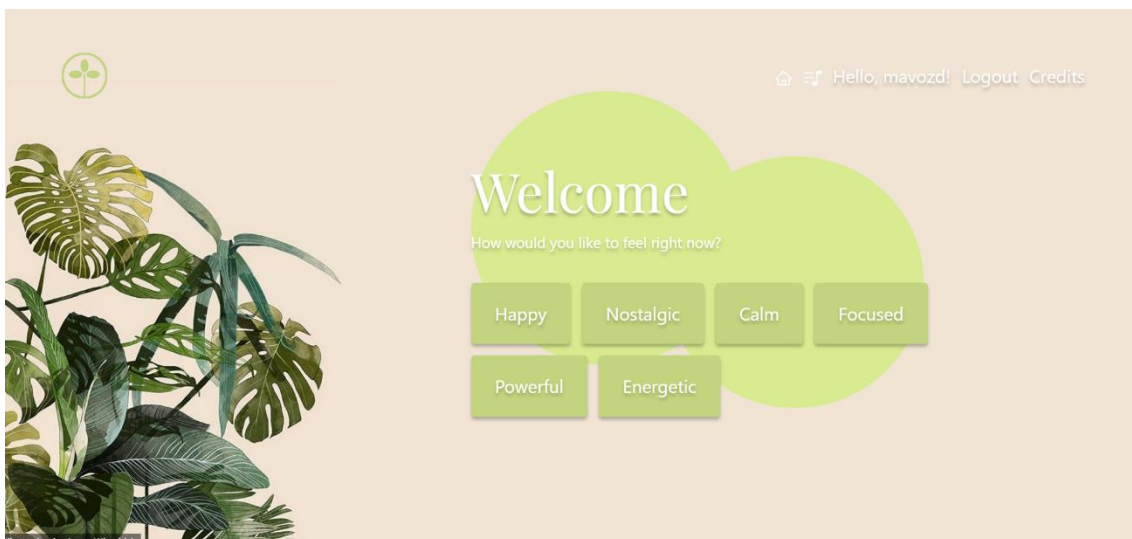 Hello, mavozd! Logout Credits
Welcome
How would you like to feel right now?
Happy Nostalgic Calm Focused
Powerful Energetic